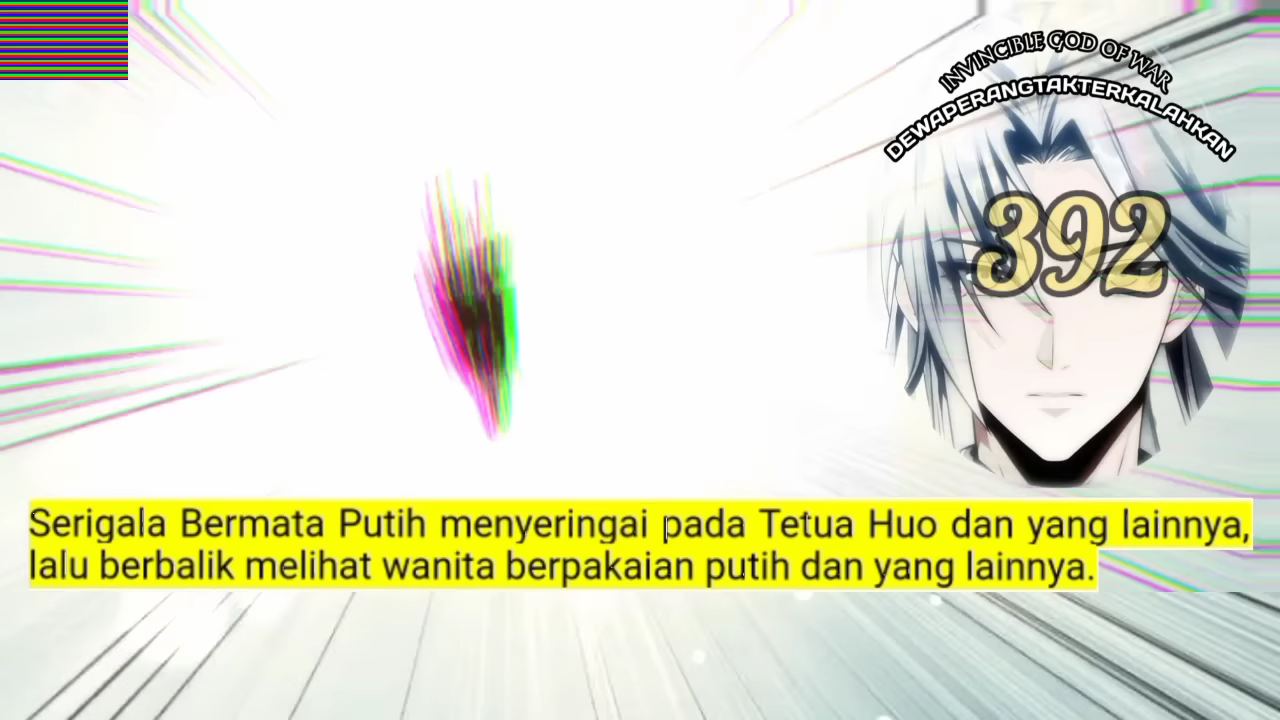 INVINCIBLE GOD OF WAR
DEWAPERANGTAKTERKALAHKAN
392
Serigala Bermata Putih menyeringai pada Tetua Huo dan yang lainnya,
lalu berbalik melihat wanita berpakaian putih dan yang lainnya.